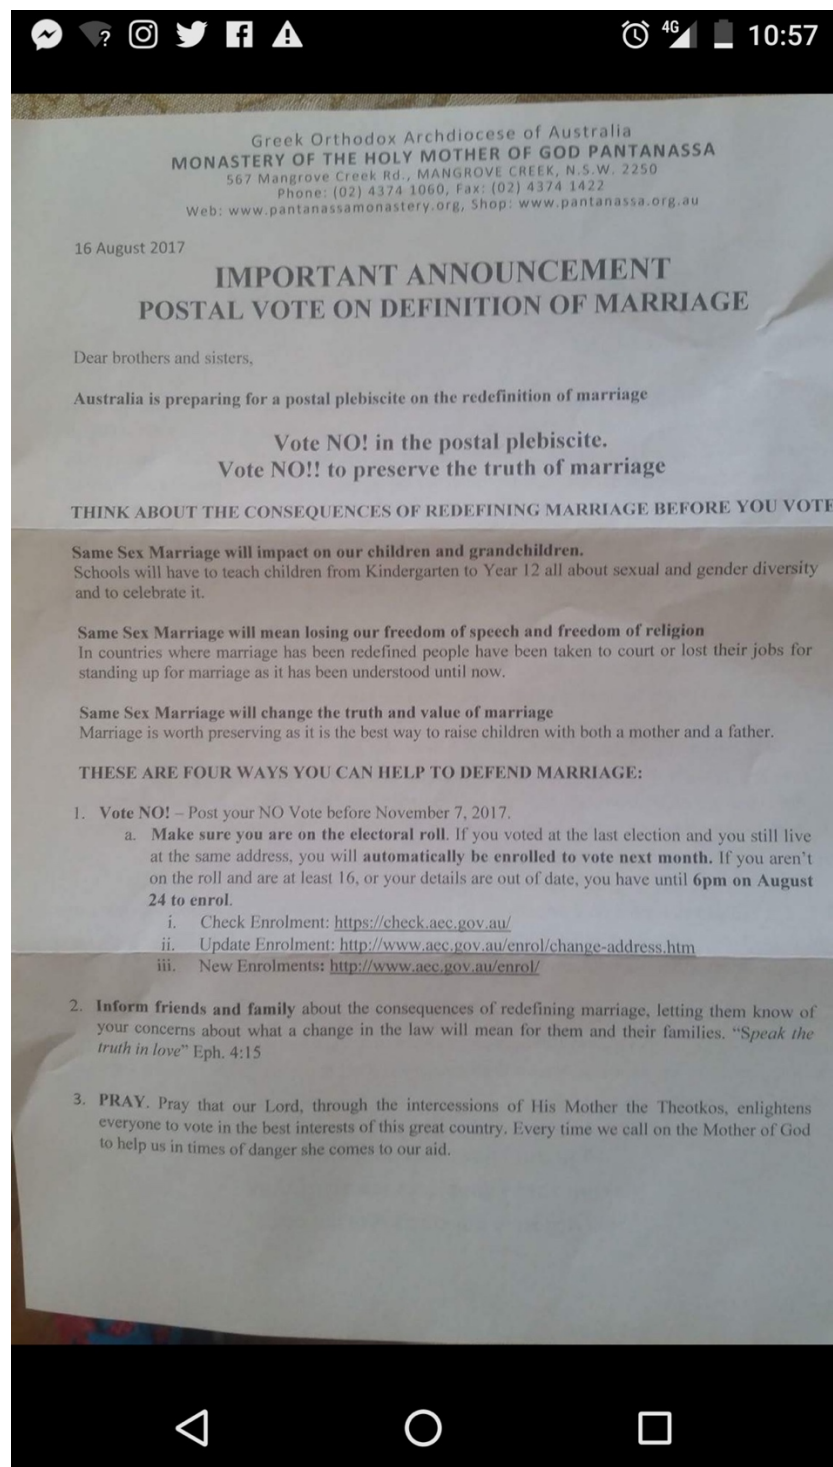 4G 10:57
Greek Orthodox Archdiocese of Australia
MONASTERY OF THE HOLY MOTHER OF GOD PANTANASSA
567 Mangrove Creek Rd., MANGROVE CREEK, N.S.W. 2250
Phone: (02) 4374 1060, Fax: (02) 4374 1422
Web: www.pantanassamonastery.org, Shop: www.pantanassa.org.au
16 August 2017
IMPORTANT ANNOUNCEMENT
POSTAL VOTE ON DEFINITION OF MARRIAGE
Dear brothers and sisters,
Australia is preparing for a postal plebiscite on the redefinition of marriage
Vote NO! in the postal plebiscite.
Vote NO!! to preserve the truth of marriage
THINK ABOUT THE CONSEQUENCES OF REDEFINING MARRIAGE BEFORE YOU VOTE
Same Sex Marriage will impact on our children and grandchildren.
Schools will have to teach children from Kindergarten to Year 12 all about sexual and gender diversity
and to celebrate it.
Same Sex Marriage will mean losing our freedom of speech and freedom of religion
In countries where marriage has been redefined people have been taken to court or lost their jobs for
standing up for marriage as it has been understood until now.
Same Sex Marriage will change the truth and value of marriage
Marriage is worth preserving as it is the best way to raise children with both a mother and a father.
THESE ARE FOUR WAYS YOU CAN HELP TO DEFEND MARRIAGE:
1. Vote NO! – Post your NO Vote before November 7, 2017.
a. Make sure you are on the electoral roll. If you voted at the last election and you still live
at the same address, you will automatically be enrolled to vote next month. If you aren't
on the roll and are at least 16, or your details are out of date, you have until 6pm on August
24 to enrol.
i. Check Enrolment: https://check.aec.gov.au/
ii. Update Enrolment: http://www.aec.gov.au/enrol/change-address.htm
iii. New Enrolments: http://www.aec.gov.au/enrol/
2. Inform friends and family about the consequences of redefining marriage, letting them know of
your concerns about what a change in the law will mean for them and their families. "Speak the
truth in love" Eph. 4:15
3. PRAY. Pray that our Lord, through the intercessions of His Mother the Theotkos, enlightens
everyone to vote in the best interests of this great country. Every time we call on the Mother of God
to help us in times of danger she comes to our aid.